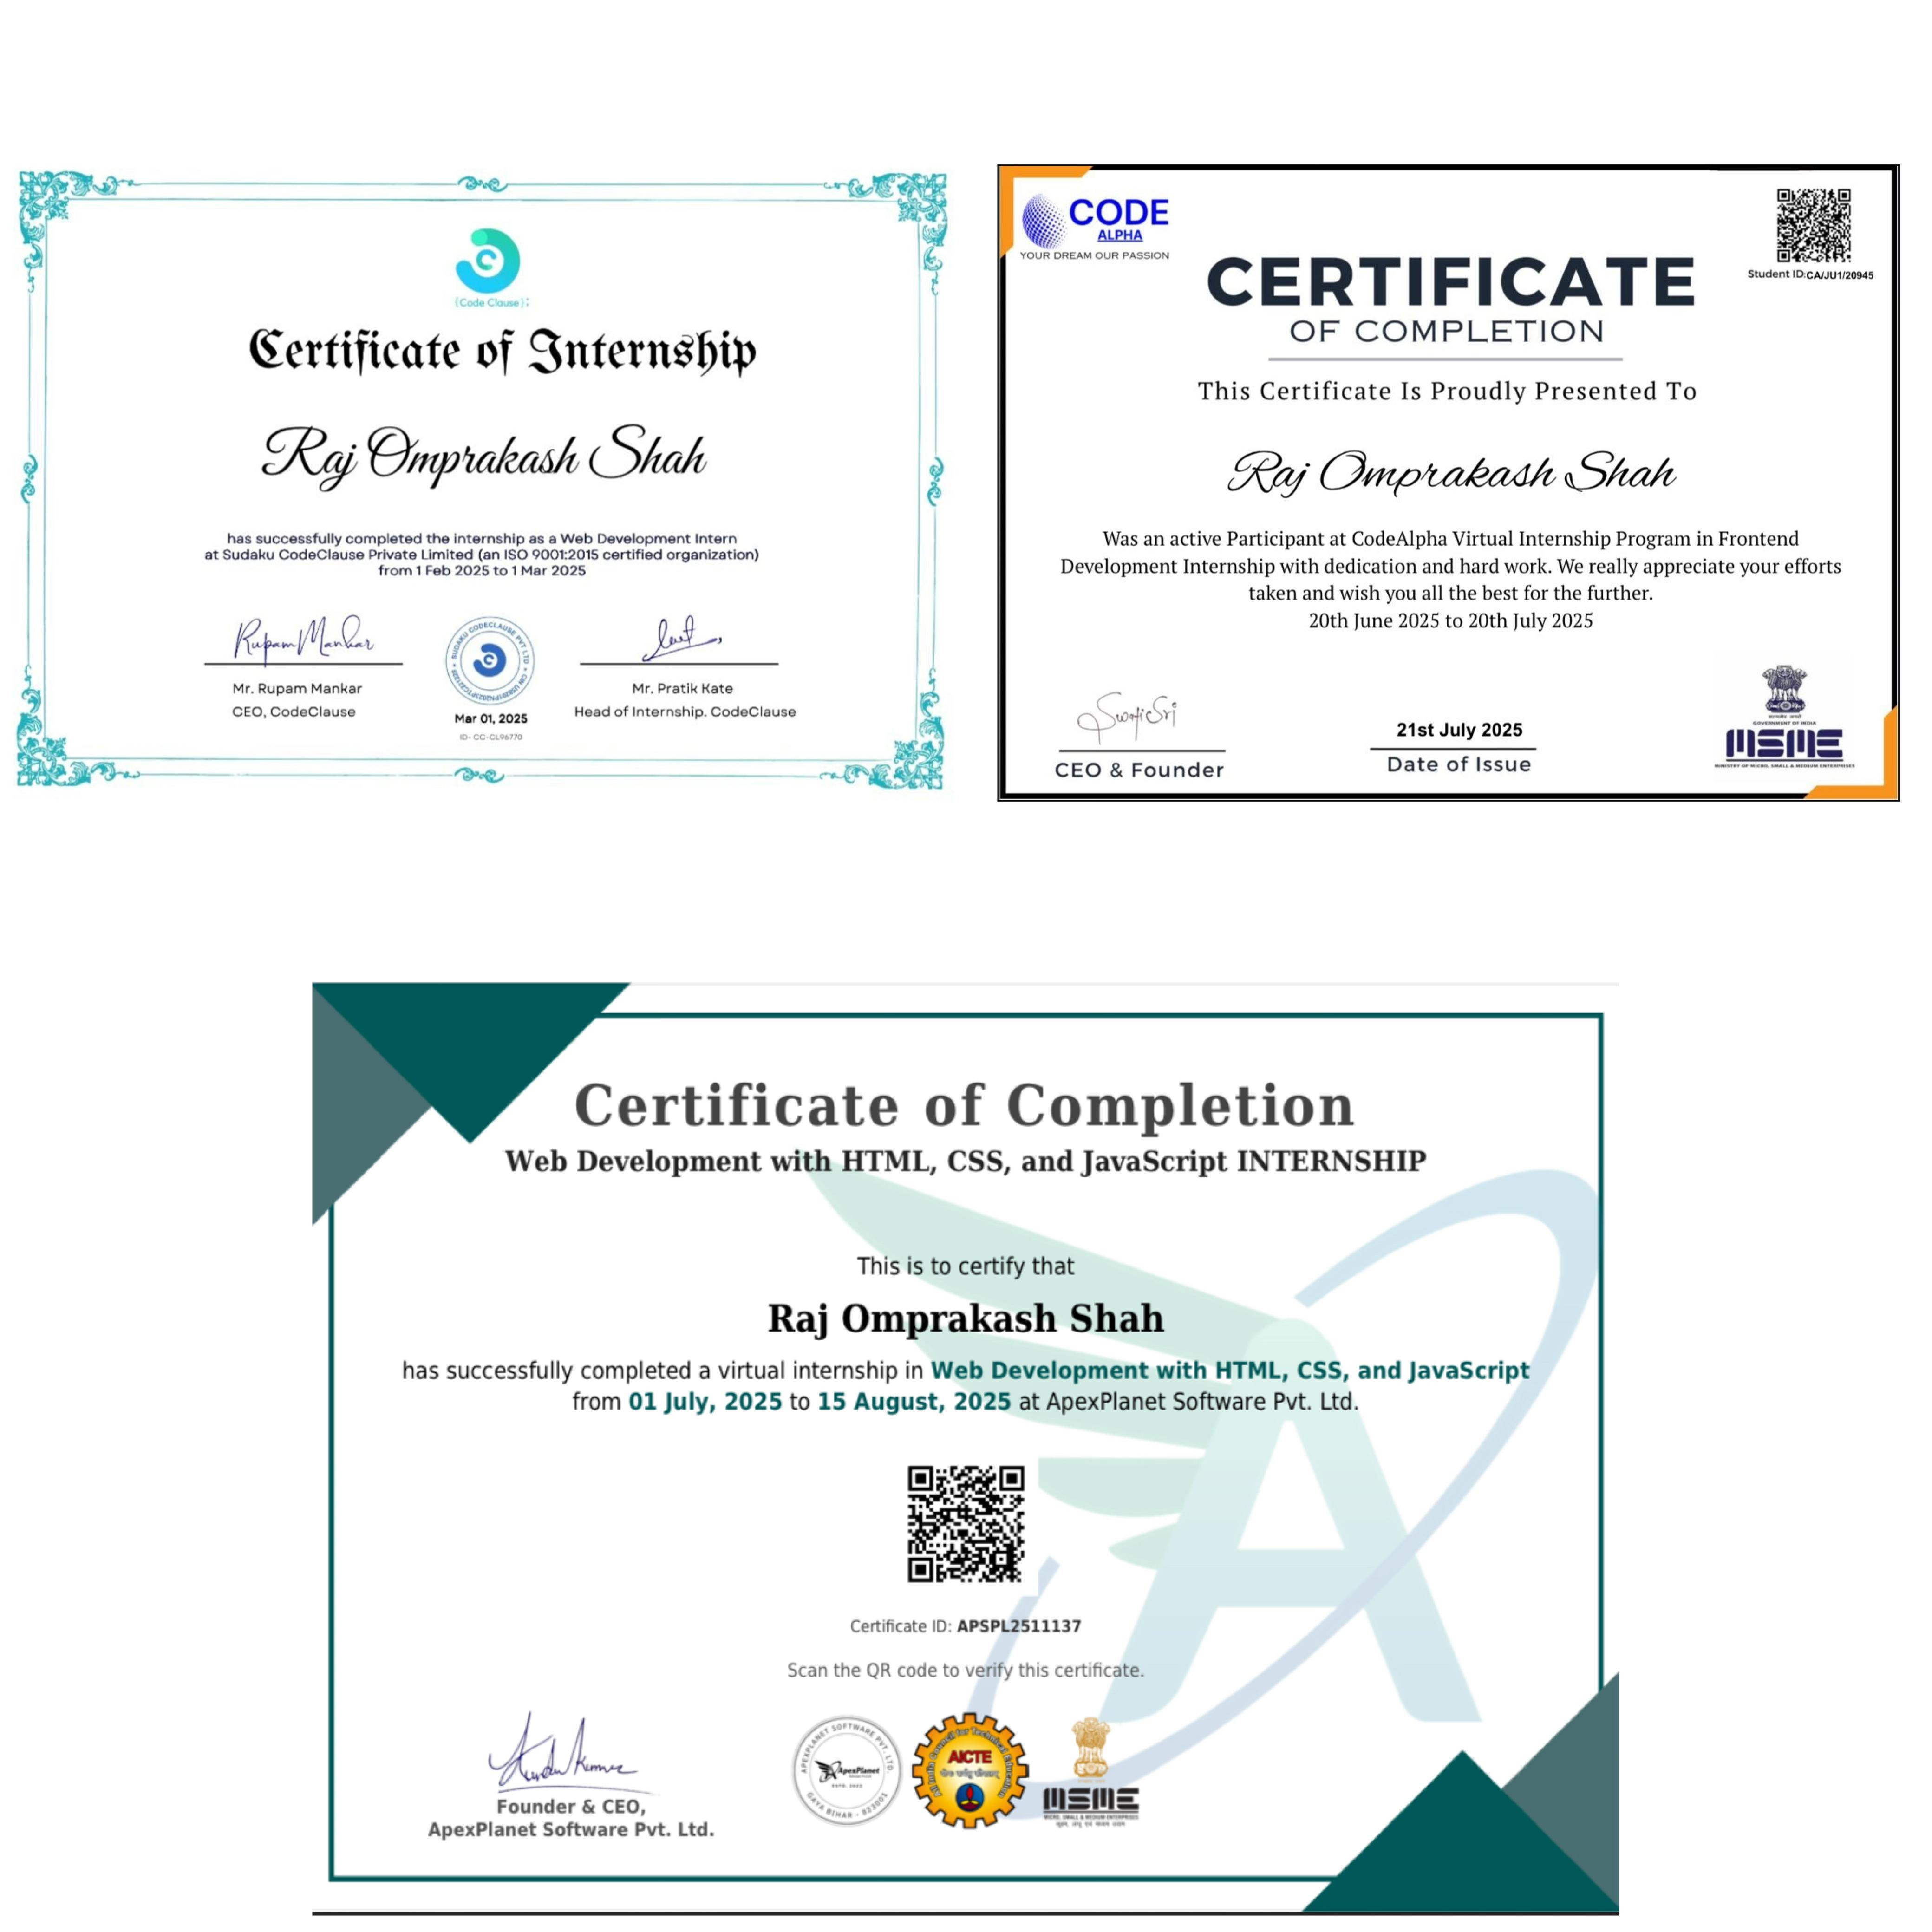 {Code Clause};
Certificate of Internship
Raj Omprakash Shah
has successfully completed the internship as a Web Development Intern
at Sudaku CodeClause Private Limited (an ISO 9001:2015 certified organization)
from 1 Feb 2025 to 1 Mar 2025
Rupam Mankar
Mr. Rupam Mankar
CEO, CodeClause
SUDAKU CODECLAUSE PVT LTD
Mar 01, 2025
ID- CC-CL96770
Mr. Pratik Kate
Head of Internship. CodeClause
CODE
ALPHA
YOUR DREAM OUR PASSION
Student ID:CA/JU1/20945
CERTIFICATE
OF COMPLETION
This Certificate Is Proudly Presented To
Raj Omprakash Shah
Was an active Participant at CodeAlpha Virtual Internship Program in Frontend
Development Internship with dedication and hard work. We really appreciate your efforts
taken and wish you all the best for the further.
20th June 2025 to 20th July 2025
CEO & Founder
21st July 2025
Date of Issue
GOVERNMENT OF INDIA
MSME
MINISTRY OF MICRO, SMALL & MEDIUM ENTERPRISES
Certificate of Completion
Web Development with HTML, CSS, and JavaScript INTERNSHIP
This is to certify that
Raj Omprakash Shah
has successfully completed a virtual internship in Web Development with HTML, CSS, and JavaScript
from 01 July, 2025 to 15 August, 2025 at ApexPlanet Software Pvt. Ltd.
Certificate ID: APSPL2511137
Scan the QR code to verify this certificate.
Founder & CEO,
ApexPlanet Software Pvt. Ltd.
APEXPLANET SOFTWARE PVT. LTD.
ApexPlanet
ESTD. 2022
GAYA BIHAR - 823001
All India Council for Technical Education
AICTE
MSME
MICRO, SMALL & MEDIUM ENTERPRISES
सूक्ष्म, लघु एवं मध्यम उद्यम